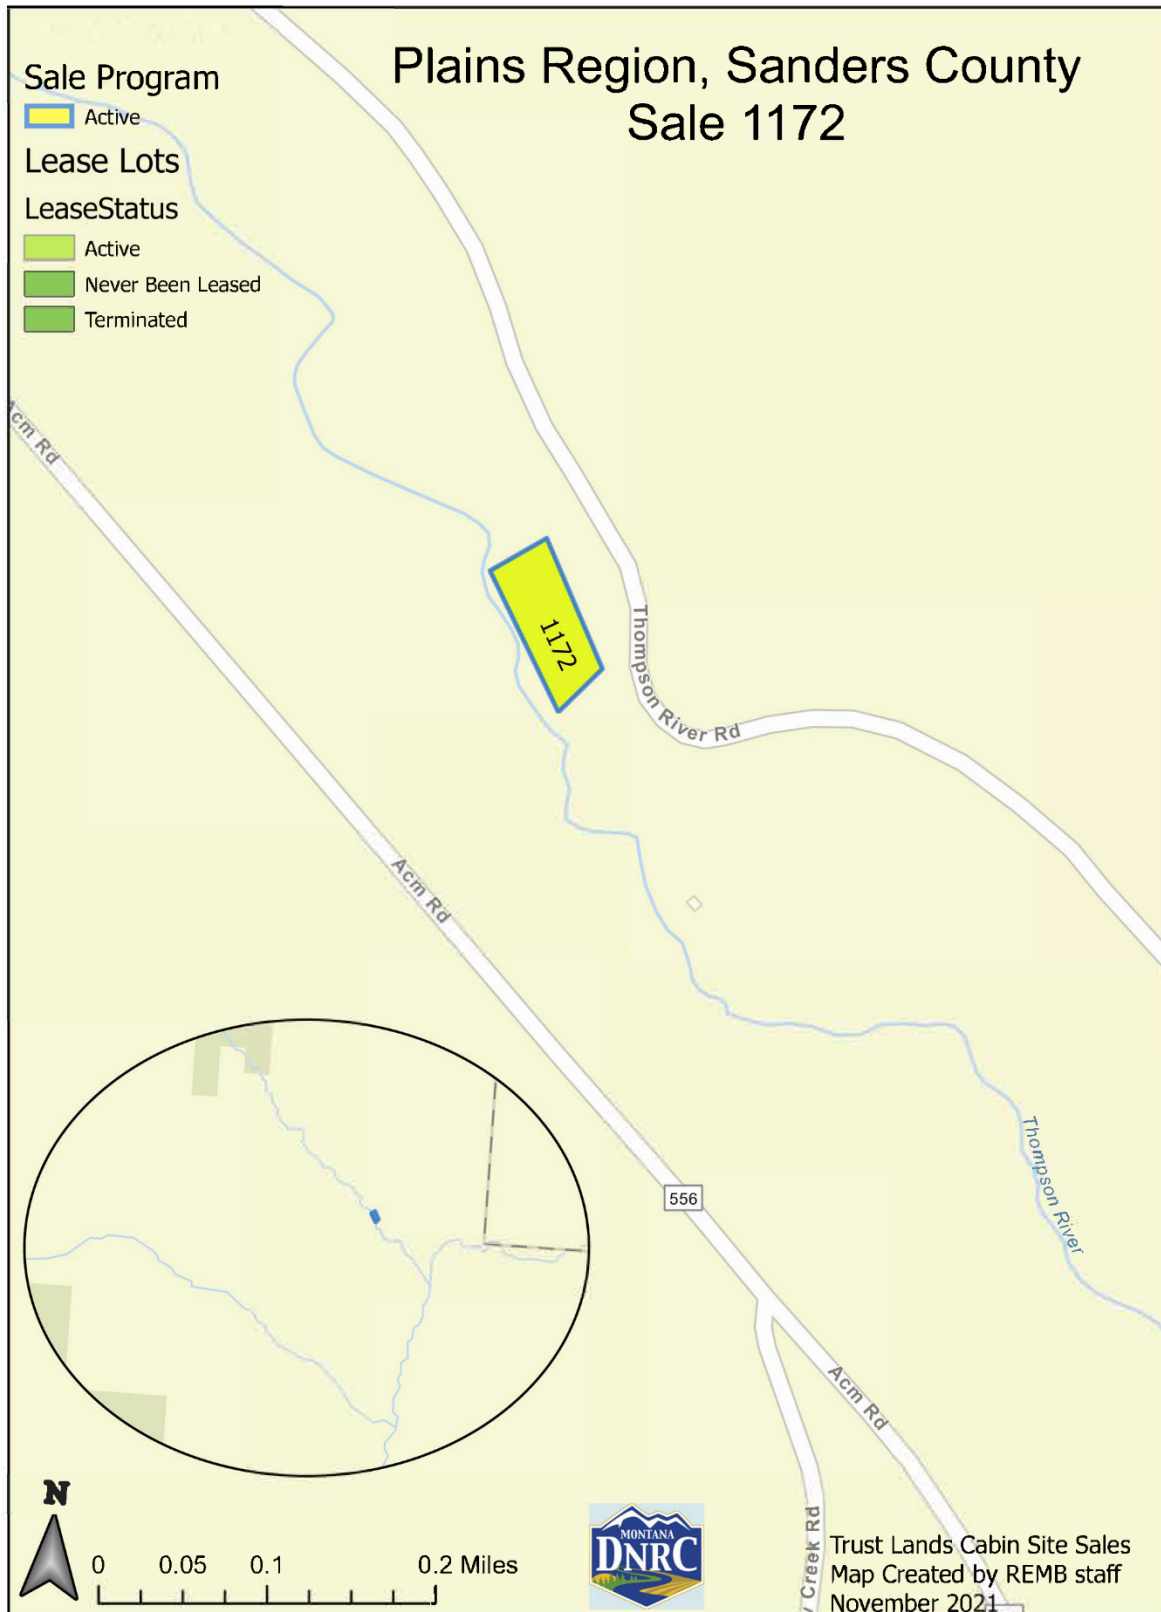 Plains Region, Sanders County
Sale 1172
Sale Program
Active
Lease Lots
LeaseStatus
Active
Never Been Leased
Terminated
Acm Rd
1172
Thompson River Rd
Acm Rd
Thompson River
556
Acm Rd
Creek Rd
N
0 0.05 0.1 0.2 Miles
MONTANA
DNRC
Trust Lands Cabin Site Sales
Map Created by REMB staff
November 2021